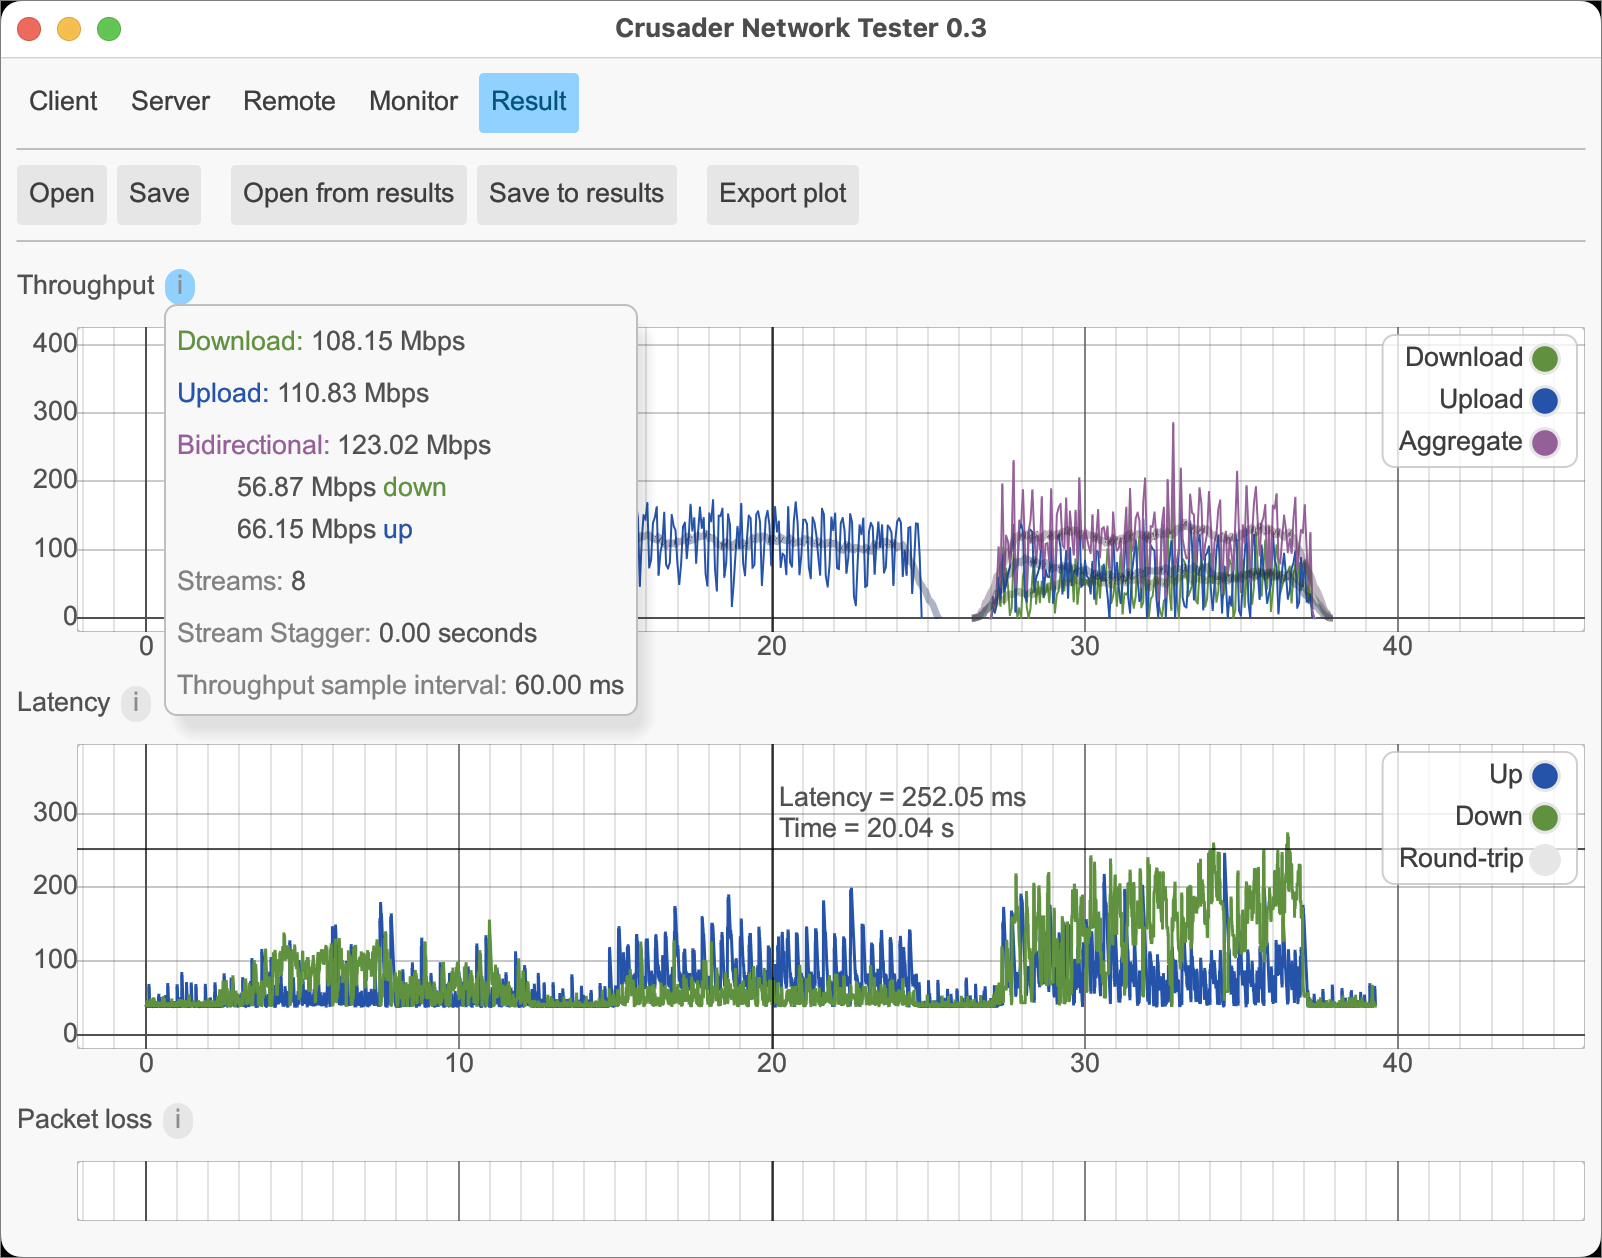 Crusader Network Tester 0.3
Client Server Remote Monitor Result
Open Save Open from results Save to results Export plot
Throughput i
Download: 108.15 Mbps
Upload: 110.83 Mbps
Bidirectional: 123.02 Mbps
56.87 Mbps down
66.15 Mbps up
Streams: 8
Stream Stagger: 0.00 seconds
Throughput sample interval: 60.00 ms
400
300
200
100
0
0 20 30 40
Download
Upload
Aggregate
Latency i
Latency = 252.05 ms
Time = 20.04 s
300
200
100
0
0 10 20 30 40
Up
Down
Round-trip
Packet loss i